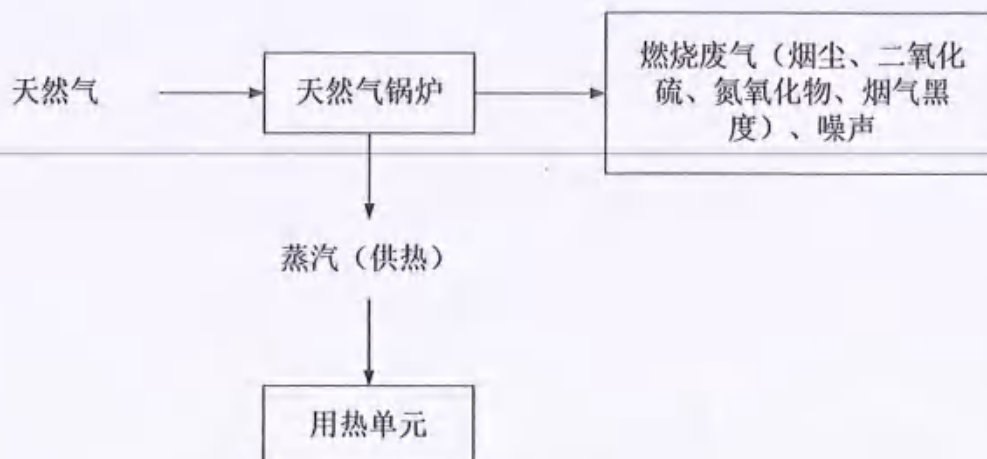 天然气
天然气锅炉
燃烧废气（烟尘、二氧化
硫、氮氧化物、烟气黑
度）、噪声
蒸汽（供热）
用热单元